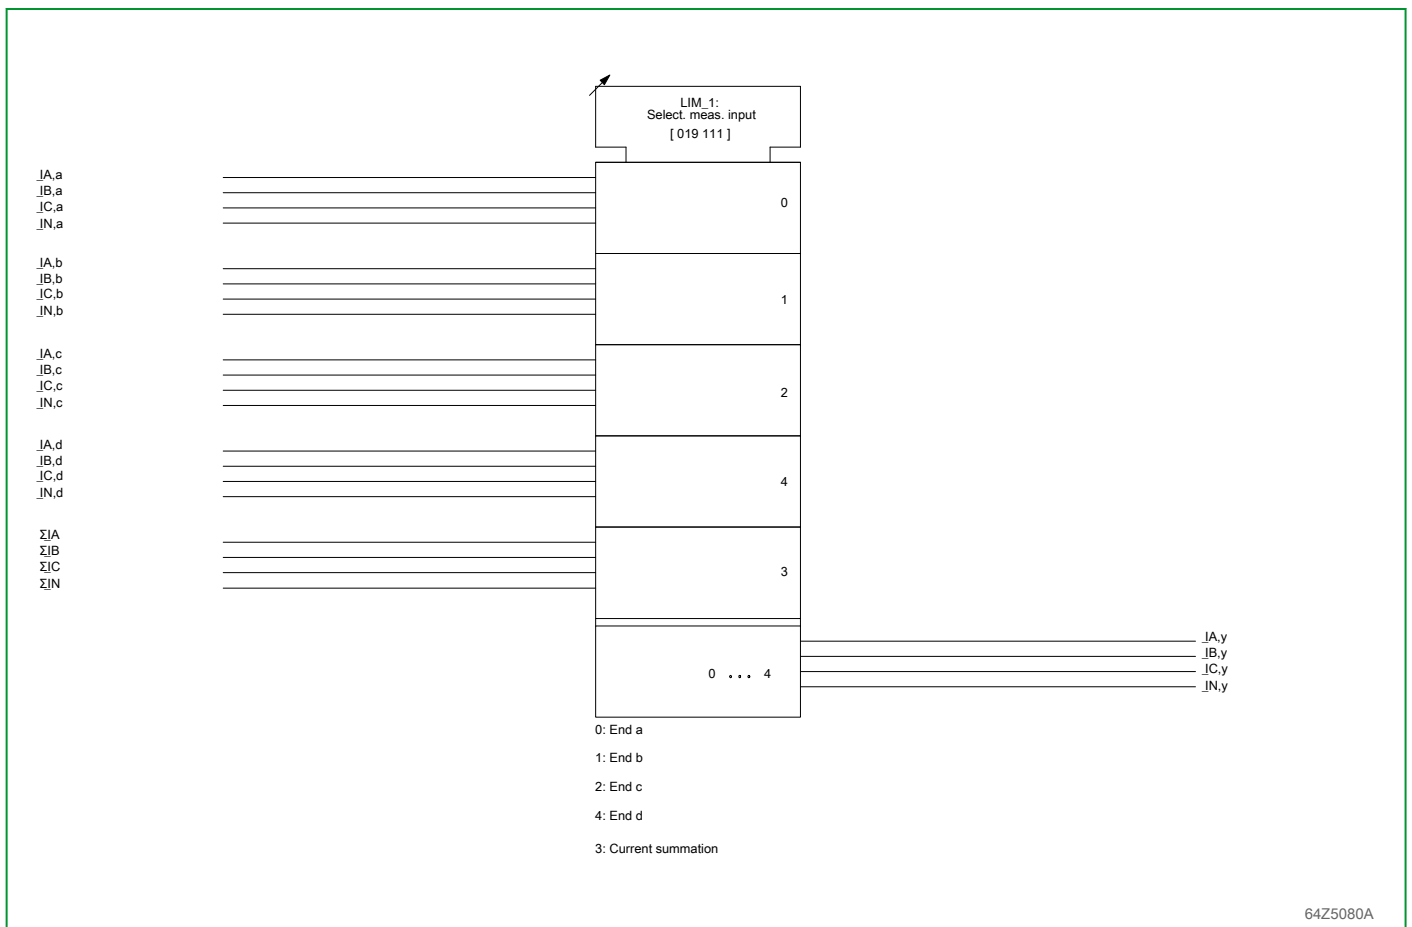 LIM_1:
Select. meas. input
[ 019 111 ]
IA,a
IB,a
IC,a
IN,a
0
IA,b
IB,b
IC,b
IN,b
1
IA,c
IB,c
IC,c
IN,c
2
IA,d
IB,d
IC,d
IN,d
4
ΣIA
ΣIB
ΣIC
ΣIN
3
0 ... 4
IA,y
IB,y
IC,y
IN,y
0: End a
1: End b
2: End c
4: End d
3: Current summation
64Z5080A